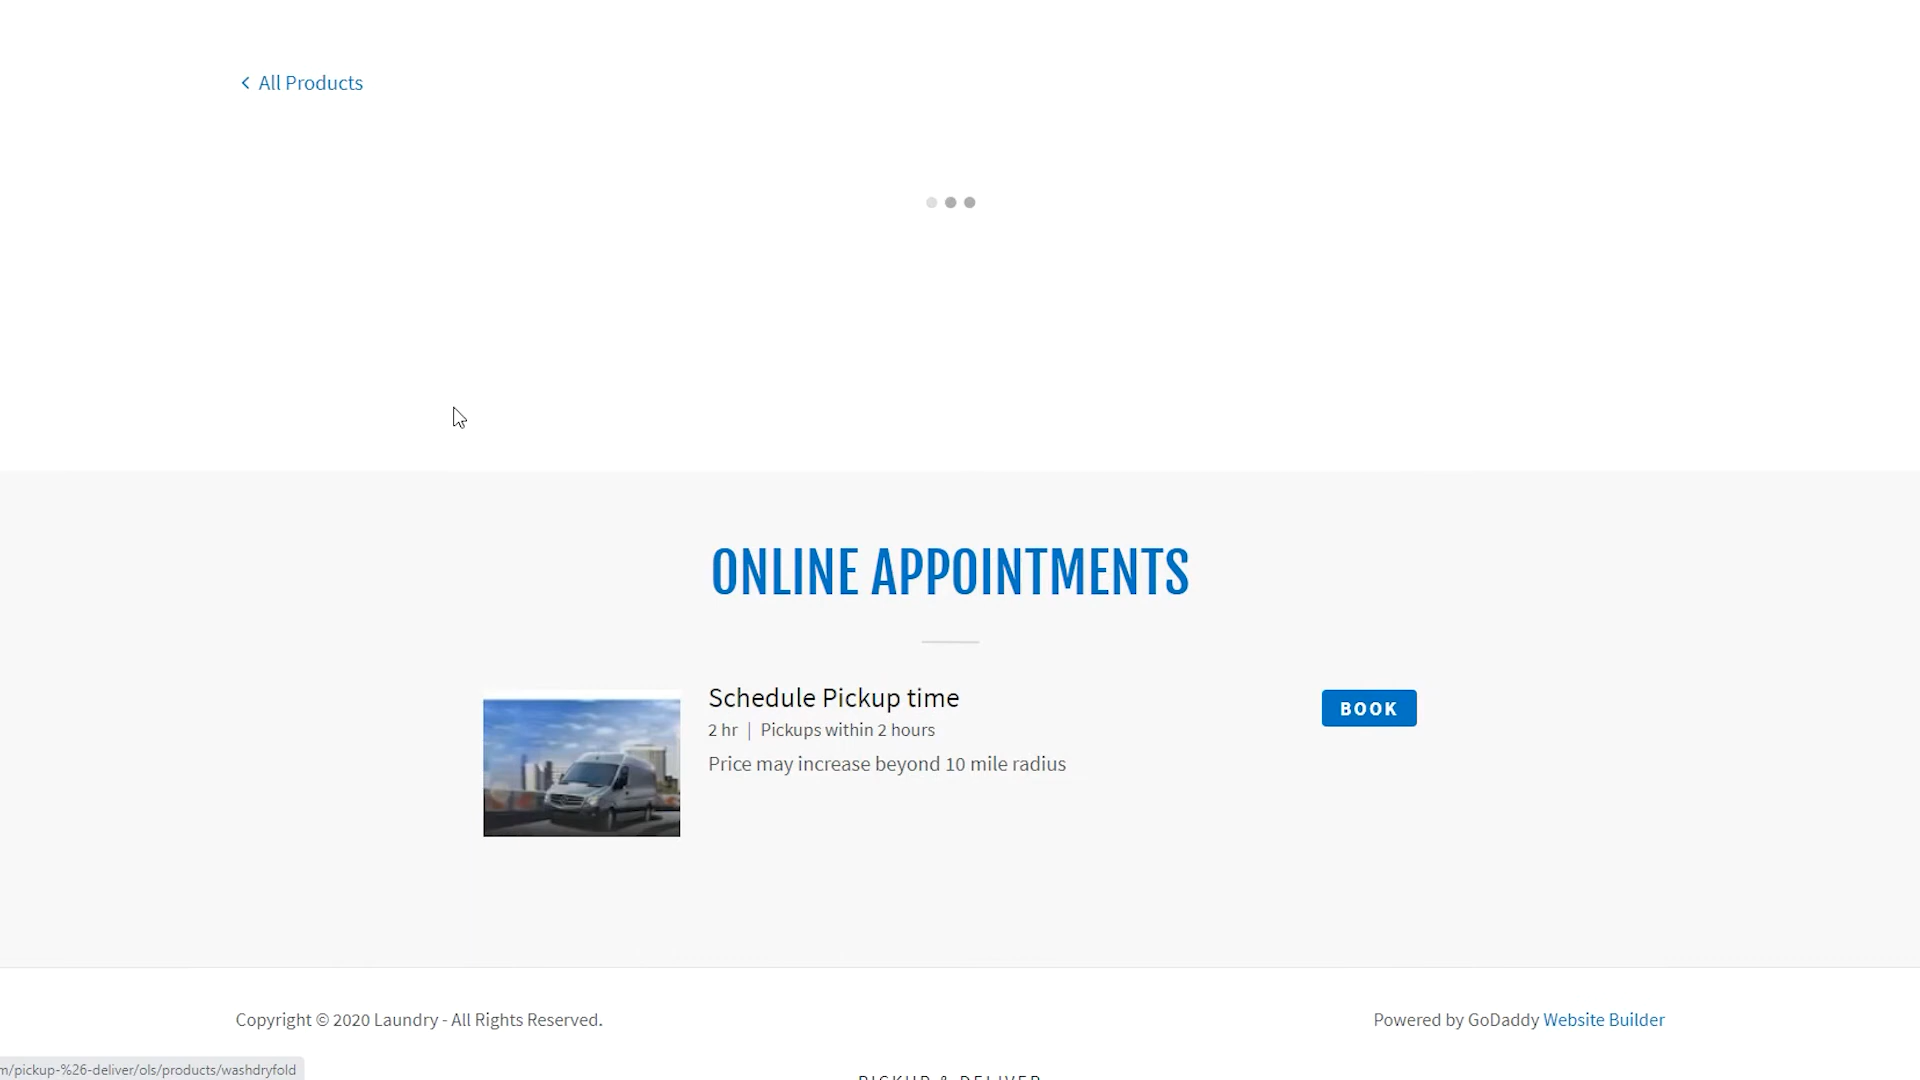 All Products
ONLINE APPOINTMENTS
Schedule Pickup time
BOOK
2 hr | Pickups within 2 hours
Price may increase beyond 10 mile radius
Copyright © 2020 Laundry - All Rights Reserved.
Powered by GoDaddy Website Builder
m/pickup-%26-deliver/ols/products/washdryfold
PICKUP & DELIVER